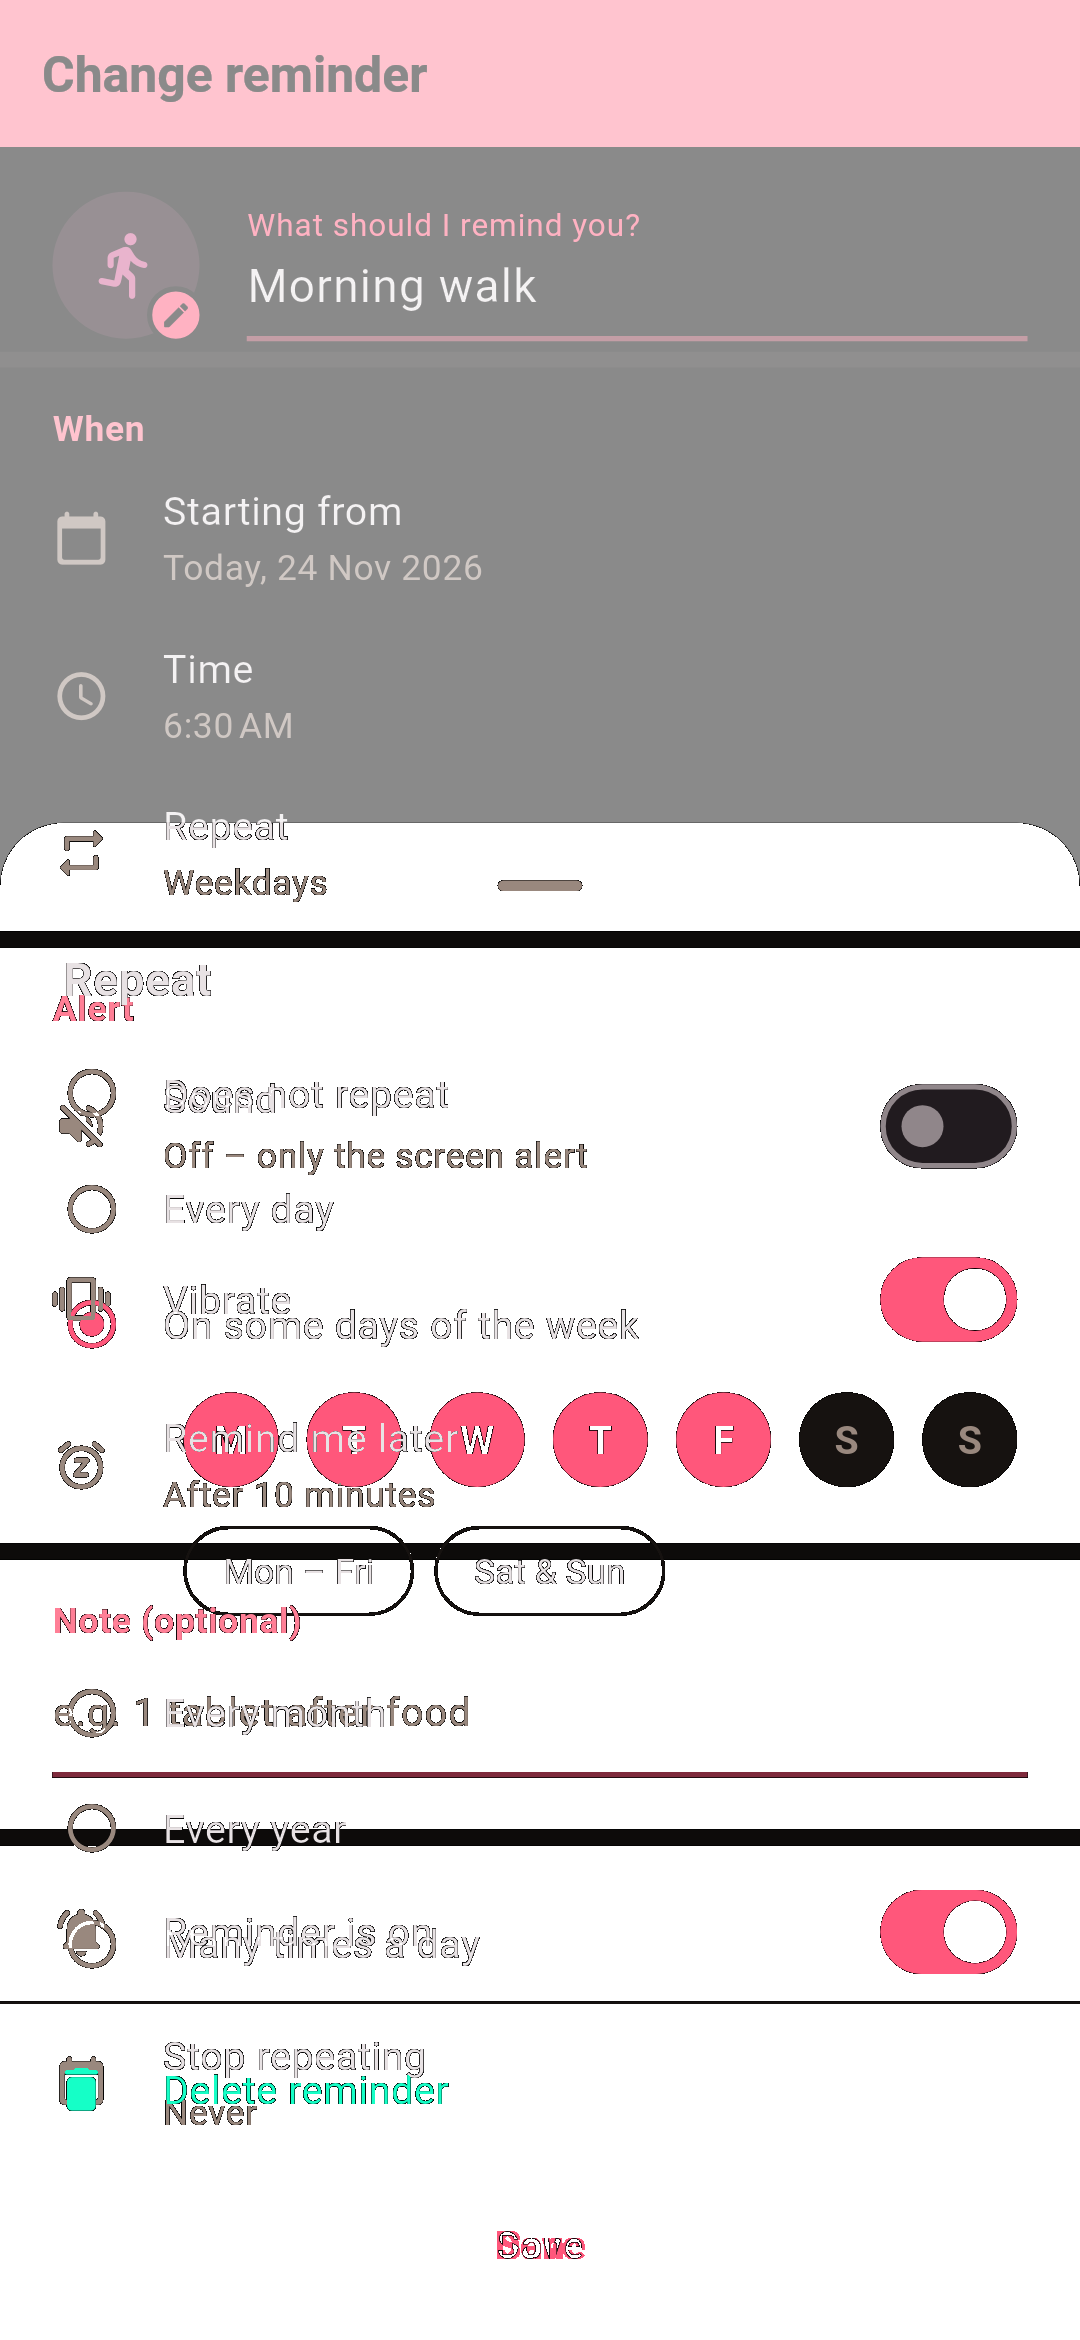 Change reminder
What should I remind you?
Morning walk
When
Starting from
Today, 24 Nov 2026
Time
6:30 AM
Repeat
Weekdays
Repeat
Alert
Does not repeat
Sound
Off – only the screen alert
Every day
Vibrate
On some days of the week
M T W T F S S
Remind me later
After 10 minutes
Mon – Fri Sat & Sun
Note (optional)
e.g. 1 tablet after food
Every month
Every year
Reminder is on
Many times a day
Stop repeating
Delete reminder
Never
Save